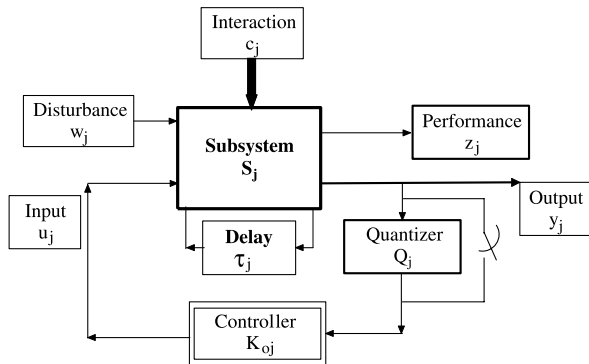 Interaction
c_j
Disturbance
w_j
Subsystem
S_j
Performance
z_j
Input
u_j
Delay
τ_j
Quantizer
Q_j
Output
y_j
Controller
K_oj